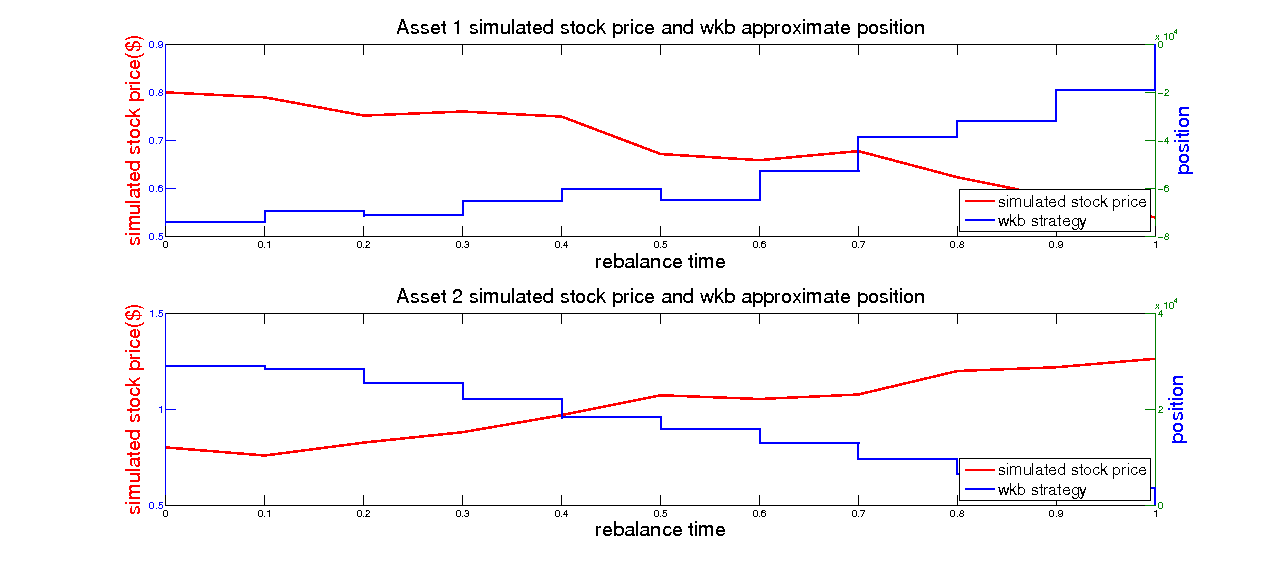 Asset 1 simulated stock price and wkb approximate position
x 10^4
simulated stock price($)
0.9
0.8
0.7
0.6
0.5
0
-2
-4
-6
-8
position
simulated stock price
wkb strategy
0 0.1 0.2 0.3 0.4 0.5 0.6 0.7 0.8 0.9 1
rebalance time
Asset 2 simulated stock price and wkb approximate position
x 10^4
simulated stock price($)
1.5
1
0.5
4
2
0
position
simulated stock price
wkb strategy
0 0.1 0.2 0.3 0.4 0.5 0.6 0.7 0.8 0.9 1
rebalance time